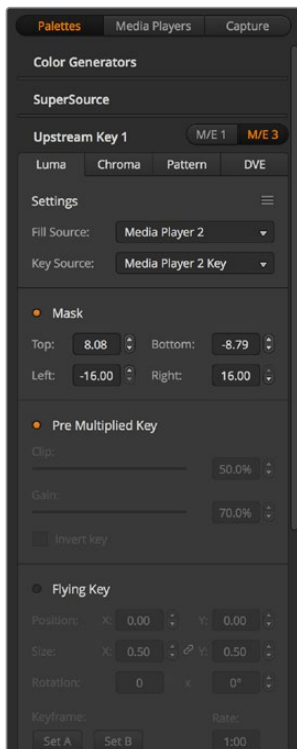 Palettes Media Players Capture
Color Generators
SuperSource
Upstream Key 1 M/E 1 M/E 3
Luma Chroma Pattern DVE
Settings
Fill Source: Media Player 2
Key Source: Media Player 2 Key
Mask
Top: 8.08 Bottom: -8.79
Left: -16.00 Right: 16.00
Pre Multiplied Key
Clip:
50.0%
Gain:
70.0%
Invert key
Flying Key
Position: X: 0.00 Y: 0.00
Size: X: 0.50 Y: 0.50
Rotation: 0 x 0°
Keyframe: Rate:
Set A Set B 1:00